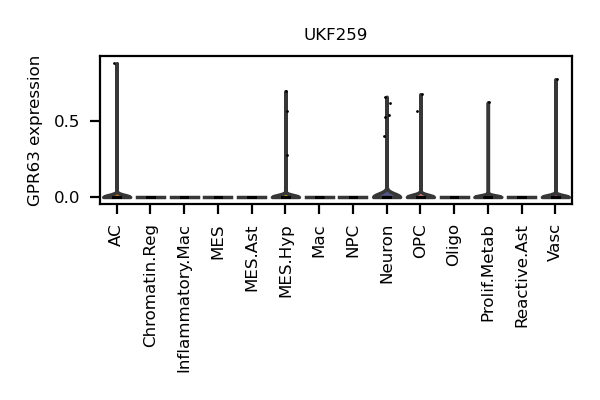 UKF259
GPR63 expression
0.5
0.0
AC
Chromatin.Reg
Inflammatory.Mac
MES
MES.Ast
MES.Hyp
Mac
NPC
Neuron
OPC
Oligo
Prolif.Metab
Reactive.Ast
Vasc